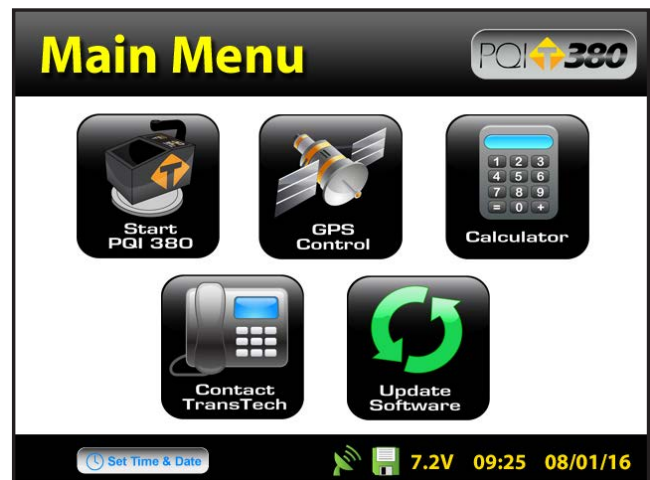 Main Menu
PQI T 380
Start
PQI 380
GPS
Control
Calculator
1 2 3
4 5 6
7 8 9
= 0 +
Contact
TransTech
Update
Software
Set Time & Date
7.2V 09:25 08/01/16